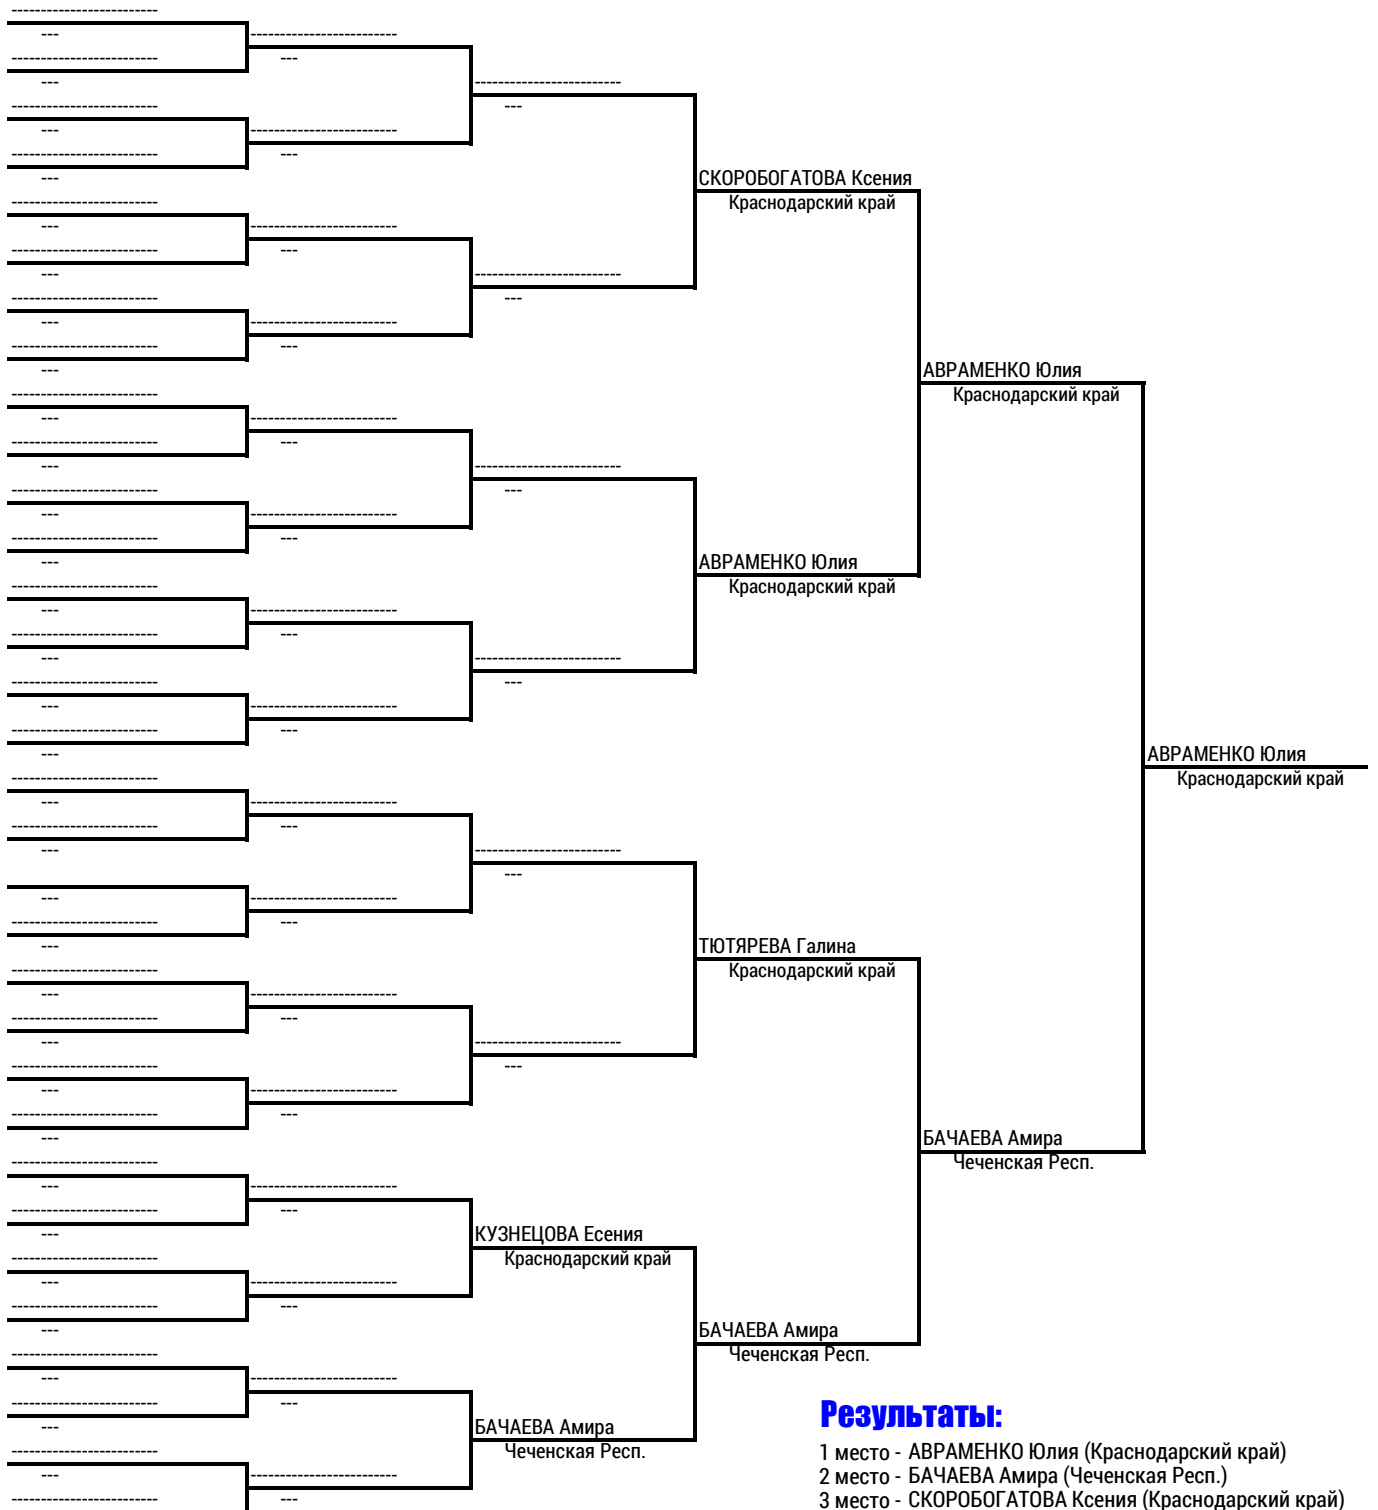 СКОРОБОГАТОВА Ксения
Краснодарский край
АВРАМЕНКО Юлия
Краснодарский край
АВРАМЕНКО Юлия
Краснодарский край
АВРАМЕНКО Юлия
Краснодарский край
ТЮТЯРЕВА Галина
Краснодарский край
БАЧАЕВА Амира
Чеченская Респ.
КУЗНЕЦОВА Есения
Краснодарский край
БАЧАЕВА Амира
Чеченская Респ.
БАЧАЕВА Амира
Чеченская Респ.
Результаты:
1 место - АВРАМЕНКО Юлия (Краснодарский край)
2 место - БАЧАЕВА Амира (Чеченская Респ.)
3 место - СКОРОБОГАТОВА Ксения (Краснодарский край)